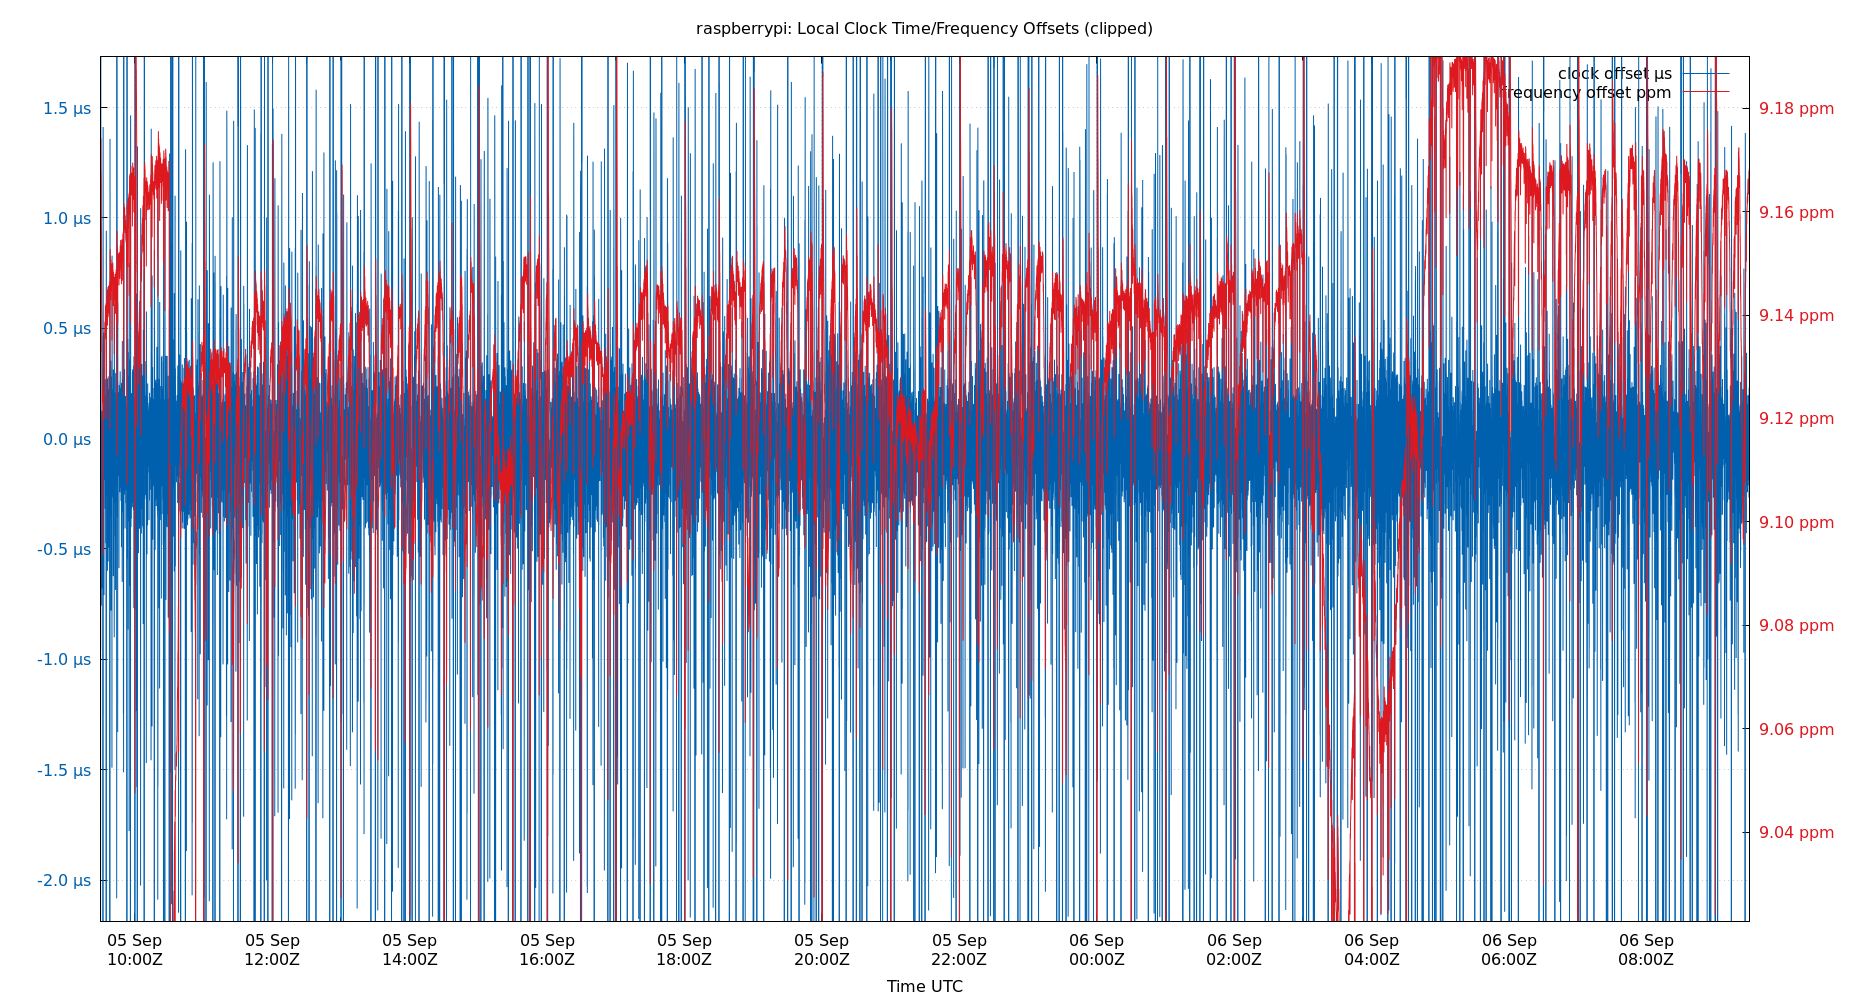 raspberrypi: Local Clock Time/Frequency Offsets (clipped)
clock offset µs
frequency offset ppm
1.5 µs
1.0 µs
0.5 µs
0.0 µs
-0.5 µs
-1.0 µs
-1.5 µs
-2.0 µs
9.18 ppm
9.16 ppm
9.14 ppm
9.12 ppm
9.10 ppm
9.08 ppm
9.06 ppm
9.04 ppm
05 Sep 05 Sep 05 Sep 05 Sep 05 Sep 05 Sep 05 Sep 06 Sep 06 Sep 06 Sep 06 Sep 06 Sep
10:00Z 12:00Z 14:00Z 16:00Z 18:00Z 20:00Z 22:00Z 00:00Z 02:00Z 04:00Z 06:00Z 08:00Z
Time UTC